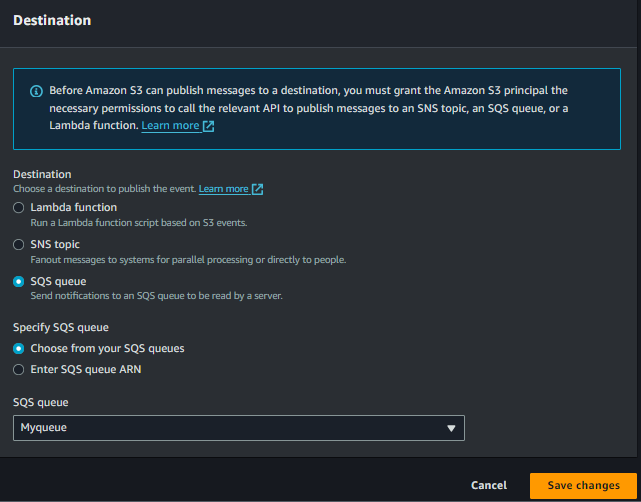 Destination
Before Amazon S3 can publish messages to a destination, you must grant the Amazon S3 principal the
necessary permissions to call the relevant API to publish messages to an SNS topic, an SQS queue, or a
Lambda function. Learn more
Destination
Choose a destination to publish the event. Learn more
Lambda function
Run a Lambda function script based on S3 events.
SNS topic
Fanout messages to systems for parallel processing or directly to people.
SQS queue
Send notifications to an SQS queue to be read by a server.
Specify SQS queue
Choose from your SQS queues
Enter SQS queue ARN
SQS queue
Myqueue
Cancel Save changes